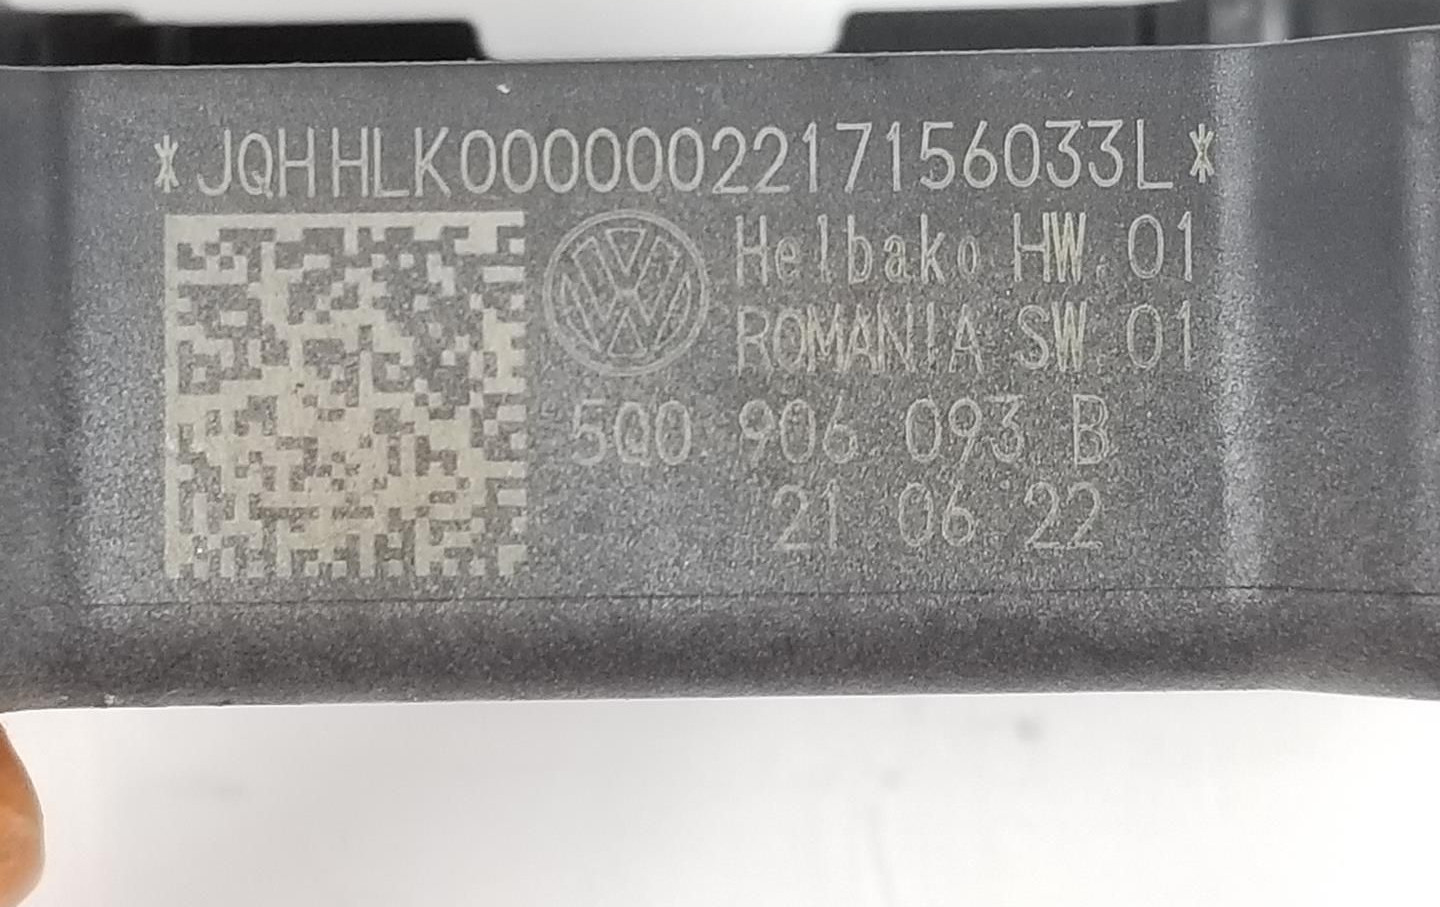 *JQHHLK0000002217156033L*
Helbako HW.01
ROMANIA SW.01
5Q0.906.093 B
21 06 22